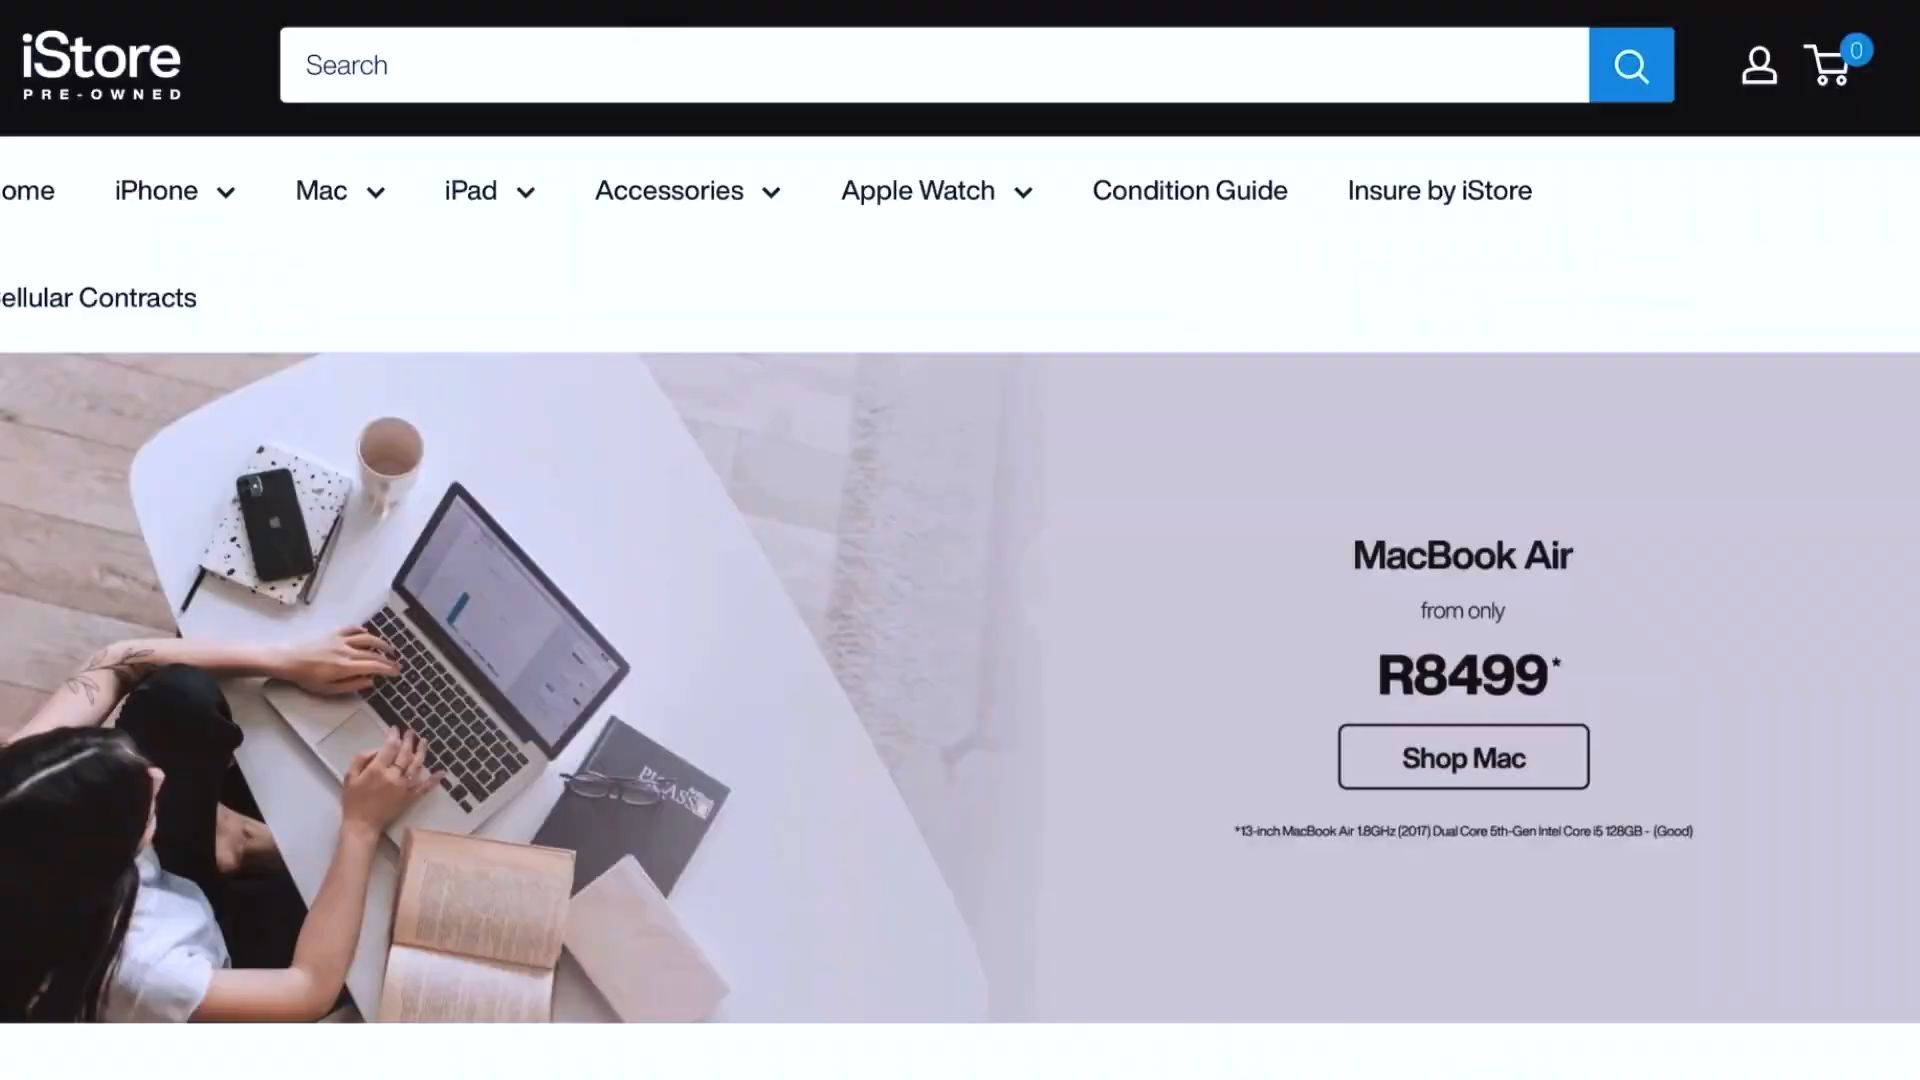 iStore
PRE-OWNED
Search
0
ome
iPhone
Mac
iPad
Accessories
Apple Watch
Condition Guide
Insure by iStore
ellular Contracts
MacBook Air
from only
R8499*
Shop Mac
*13-inch MacBook Air 1.8GHz (2017) Dual Core 5th-Gen Intel Core i5 128GB - (Good)